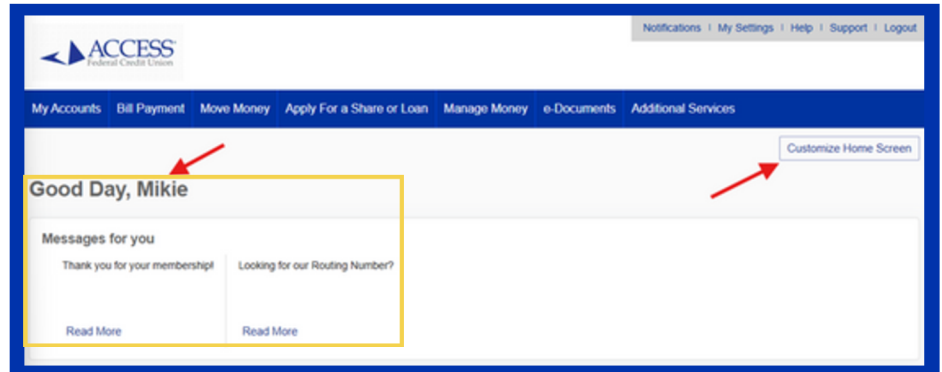 Notifications | My Settings | Help | Support | Logout
ACCESS
Federal Credit Union
My Accounts Bill Payment Move Money Apply For a Share or Loan Manage Money e-Documents Additional Services
Customize Home Screen
Good Day, Mikie
Messages for you
Thank you for your membership! Looking for our Routing Number?
Read More Read More